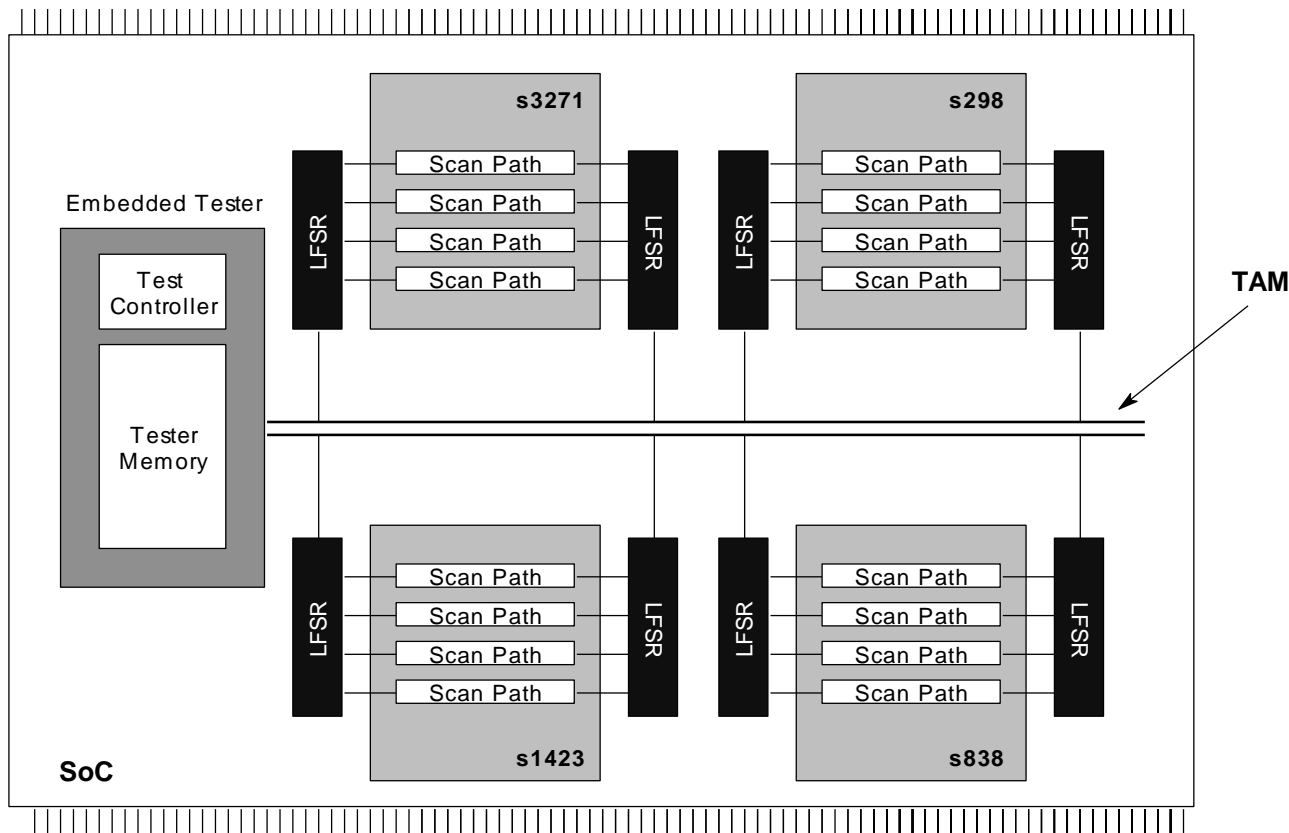 s3271
s298
Scan Path
Scan Path
Scan Path
Scan Path
LFSR
LFSR
Scan Path
Scan Path
Scan Path
Scan Path
LFSR
LFSR
Embedded Tester
Test
Controller
Tester
Memory
TAM
LFSR
Scan Path
Scan Path
Scan Path
Scan Path
LFSR
s1423
LFSR
Scan Path
Scan Path
Scan Path
Scan Path
LFSR
s838
SoC